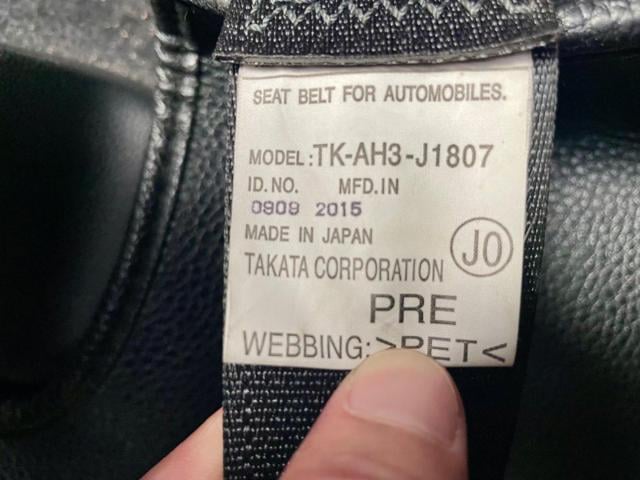 SEAT BELT FOR AUTOMOBILES.
MODEL:TK-AH3-J1807
ID.NO. MFD.IN
0909 2015
MADE IN JAPAN
JO
TAKATA CORPORATION
PRE
WEBBING:>PET<